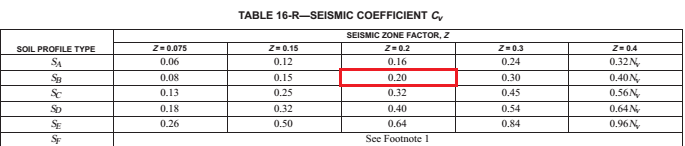 TABLE 16-R—SEISMIC COEFFICIENT Cv
SEISMIC ZONE FACTOR, Z
SOIL PROFILE TYPE Z = 0.075 Z = 0.15 Z = 0.2 Z = 0.3 Z = 0.4
SA 0.06 0.12 0.16 0.24 0.32Nv
SB 0.08 0.15 0.20 0.30 0.40Nv
SC 0.13 0.25 0.32 0.45 0.56Nv
SD 0.18 0.32 0.40 0.54 0.64Nv
SE 0.26 0.50 0.64 0.84 0.96Nv
SF See Footnote 1